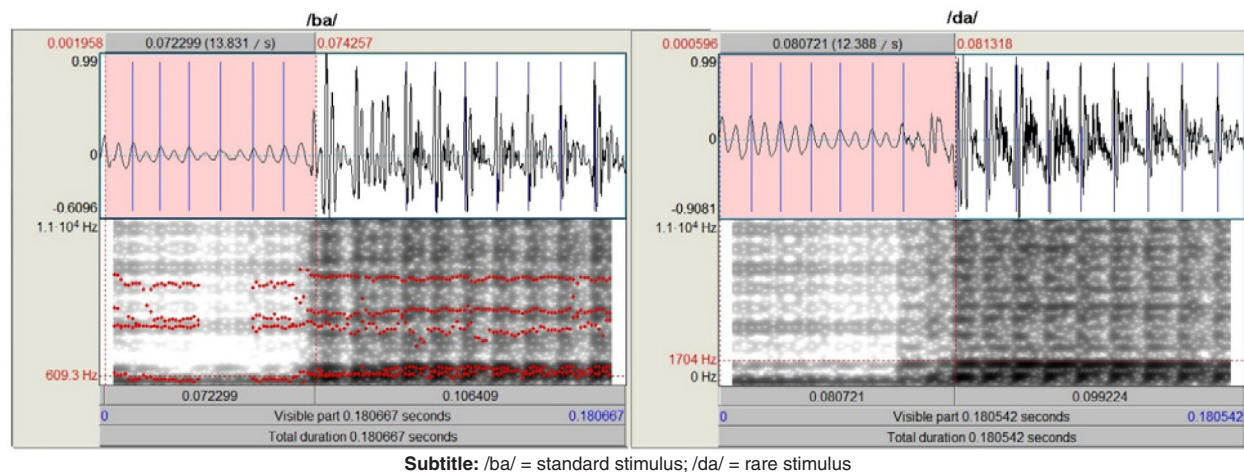 /ba/
/da/
0.001958 0.072299 (13.831 / s) 0.074257
0.99
0
-0.6096
1.1·10⁴ Hz
609.3 Hz
0.072299 0.106409
0 Visible part 0.180667 seconds 0.180667
Total duration 0.180667 seconds
0.000596 0.080721 (12.388 / s) 0.081318
0.99
0
-0.9081
1.1·10⁴ Hz
1704 Hz
0 Hz
0.080721 0.099224
0 Visible part 0.180542 seconds 0.180542
Total duration 0.180542 seconds
Subtitle: /ba/ = standard stimulus; /da/ = rare stimulus